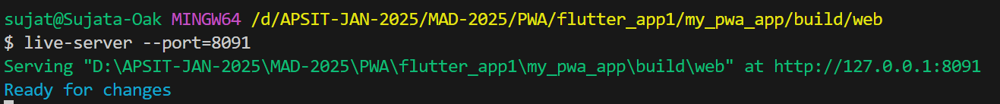 sujat@Sujata-Oak MINGW64 /d/APSIT-JAN-2025/MAD-2025/PWA/flutter_app1/my_pwa_app/build/web
$ live-server --port=8091
Serving "D:\APSIT-JAN-2025\MAD-2025\PWA\flutter_app1\my_pwa_app\build\web" at http://127.0.0.1:8091
Ready for changes